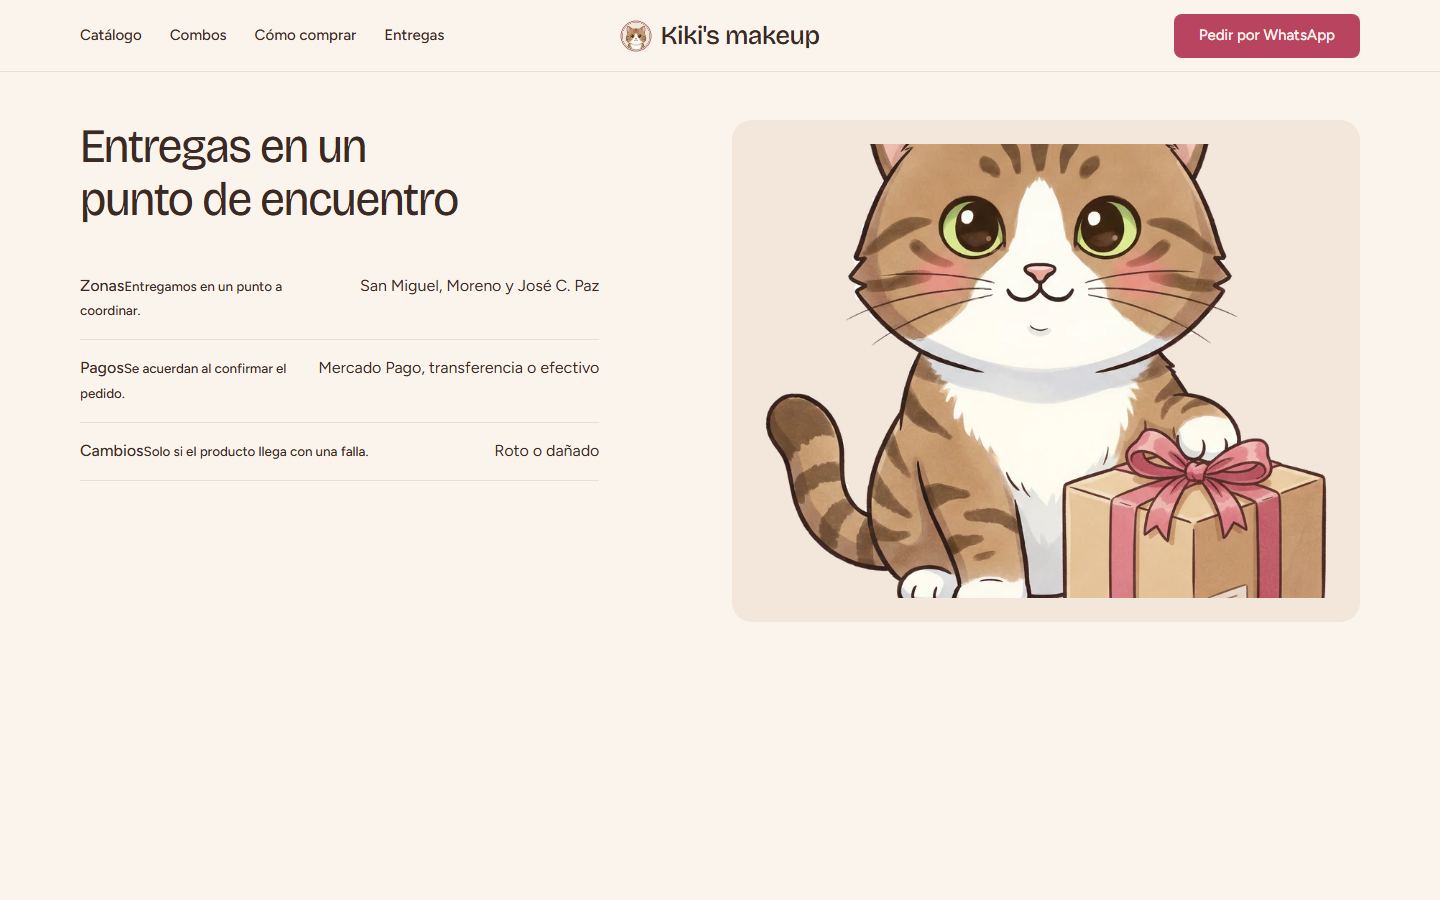 Catálogo Combos Cómo comprar Entregas Kiki's makeup Pedir por WhatsApp
Entregas en un
punto de encuentro
ZonasEntregamos en un punto a
coordinar.
San Miguel, Moreno y José C. Paz
PagosSe acuerdan al confirmar el
pedido.
Mercado Pago, transferencia o efectivo
CambiosSolo si el producto llega con una falla.
Roto o dañado